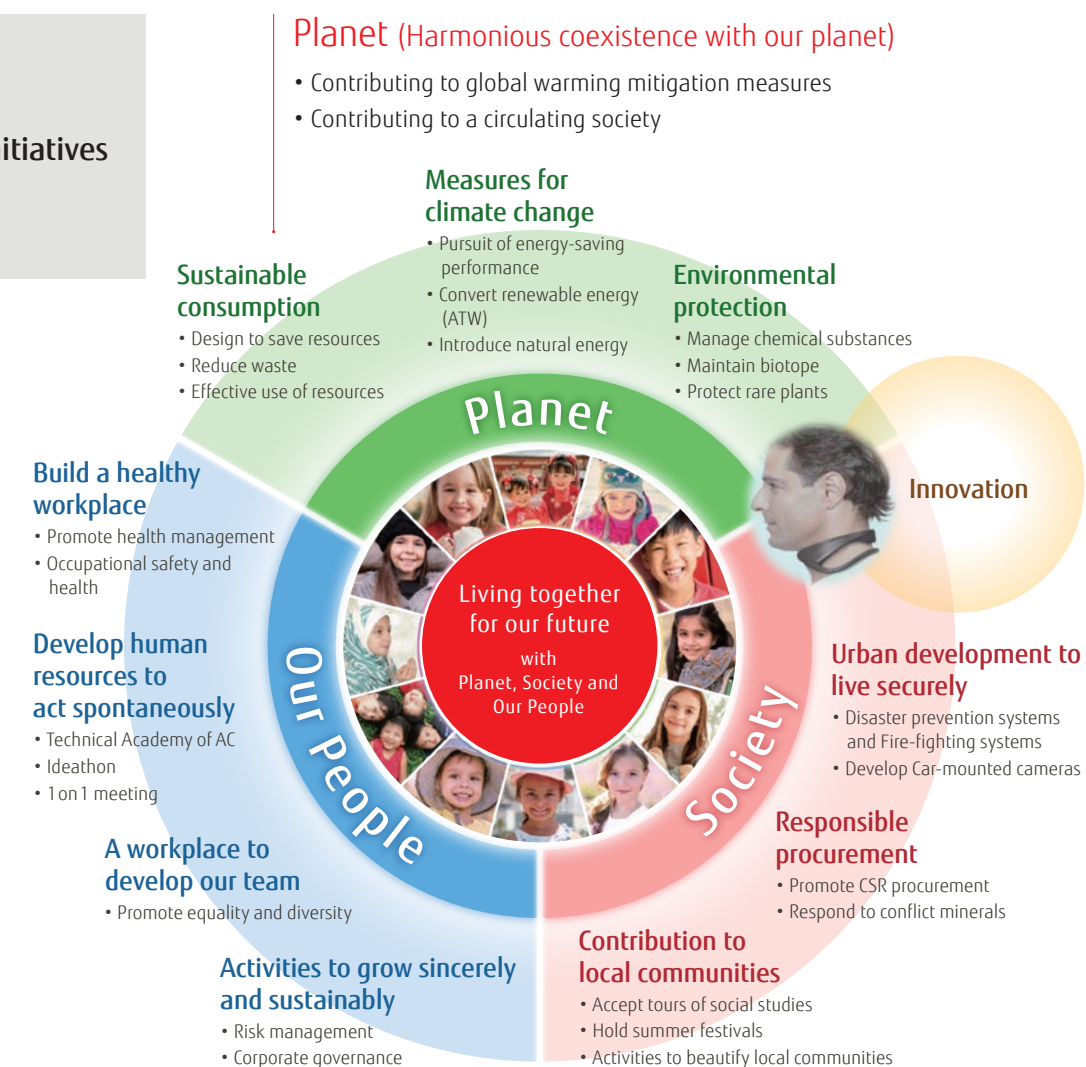 Planet (Harmonious coexistence with our planet)
• Contributing to global warming mitigation measures
• Contributing to a circulating society
itiatives
Measures for
climate change
• Pursuit of energy-saving
performance
• Convert renewable energy
(ATW)
• Introduce natural energy
Sustainable
consumption
• Design to save resources
• Reduce waste
• Effective use of resources
Environmental
protection
• Manage chemical substances
• Maintain biotope
• Protect rare plants
Planet
Innovation
Build a healthy
workplace
• Promote health management
• Occupational safety and
health
Develop human
resources to
act spontaneously
• Technical Academy of AC
• Ideathon
• 1 on 1 meeting
A workplace to
develop our team
• Promote equality and diversity
Activities to grow sincerely
and sustainably
• Risk management
• Corporate governance
Our People
Living together
for our future
with
Planet, Society and
Our People
Society
Urban development to
live securely
• Disaster prevention systems
and Fire-fighting systems
• Develop Car-mounted cameras
Responsible
procurement
• Promote CSR procurement
• Respond to conflict minerals
Contribution to
local communities
• Accept tours of social studies
• Hold summer festivals
• Activities to beautify local communities